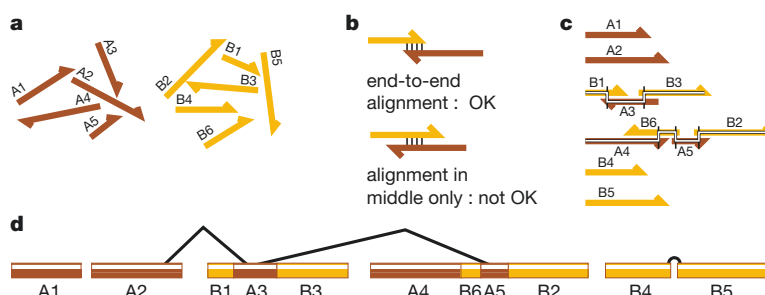 a
A1
A2
A3
A4
A5
B2
B1
B3
B5
B4
B6
b
end-to-end
alignment : OK
alignment in
middle only : not OK
c
A1
A2
B1
B3
A3
B6
B2
A4
A5
B4
B5
d
A1
A2
B1
A3
B3
A4
B6
A5
B2
B4
B5